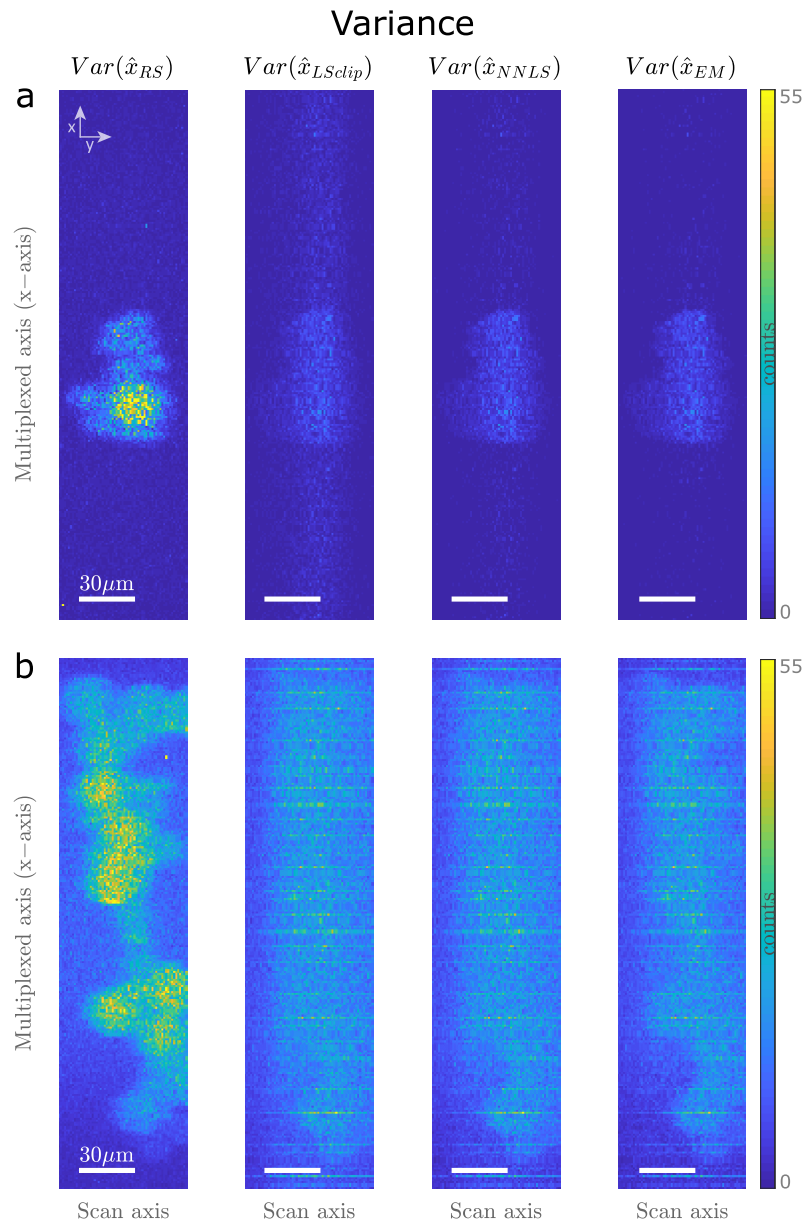 Variance
Var(x̂_RS) Var(x̂_LSclip) Var(x̂_NNLS) Var(x̂_EM)
a
x
y
Multiplexed axis (x−axis)
30μm
55
counts
0
b
Multiplexed axis (x−axis)
30μm
55
counts
0
Scan axis Scan axis Scan axis Scan axis